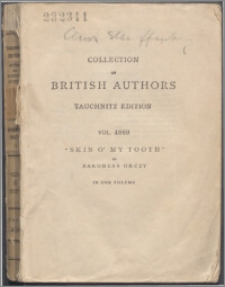 232311
COLLECTION
OF
BRITISH AUTHORS
TAUCHNITZ EDITION
VOL. 4869
"SKIN O' MY TOOTH"
BY
BARONESS ORCZY
IN ONE VOLUME